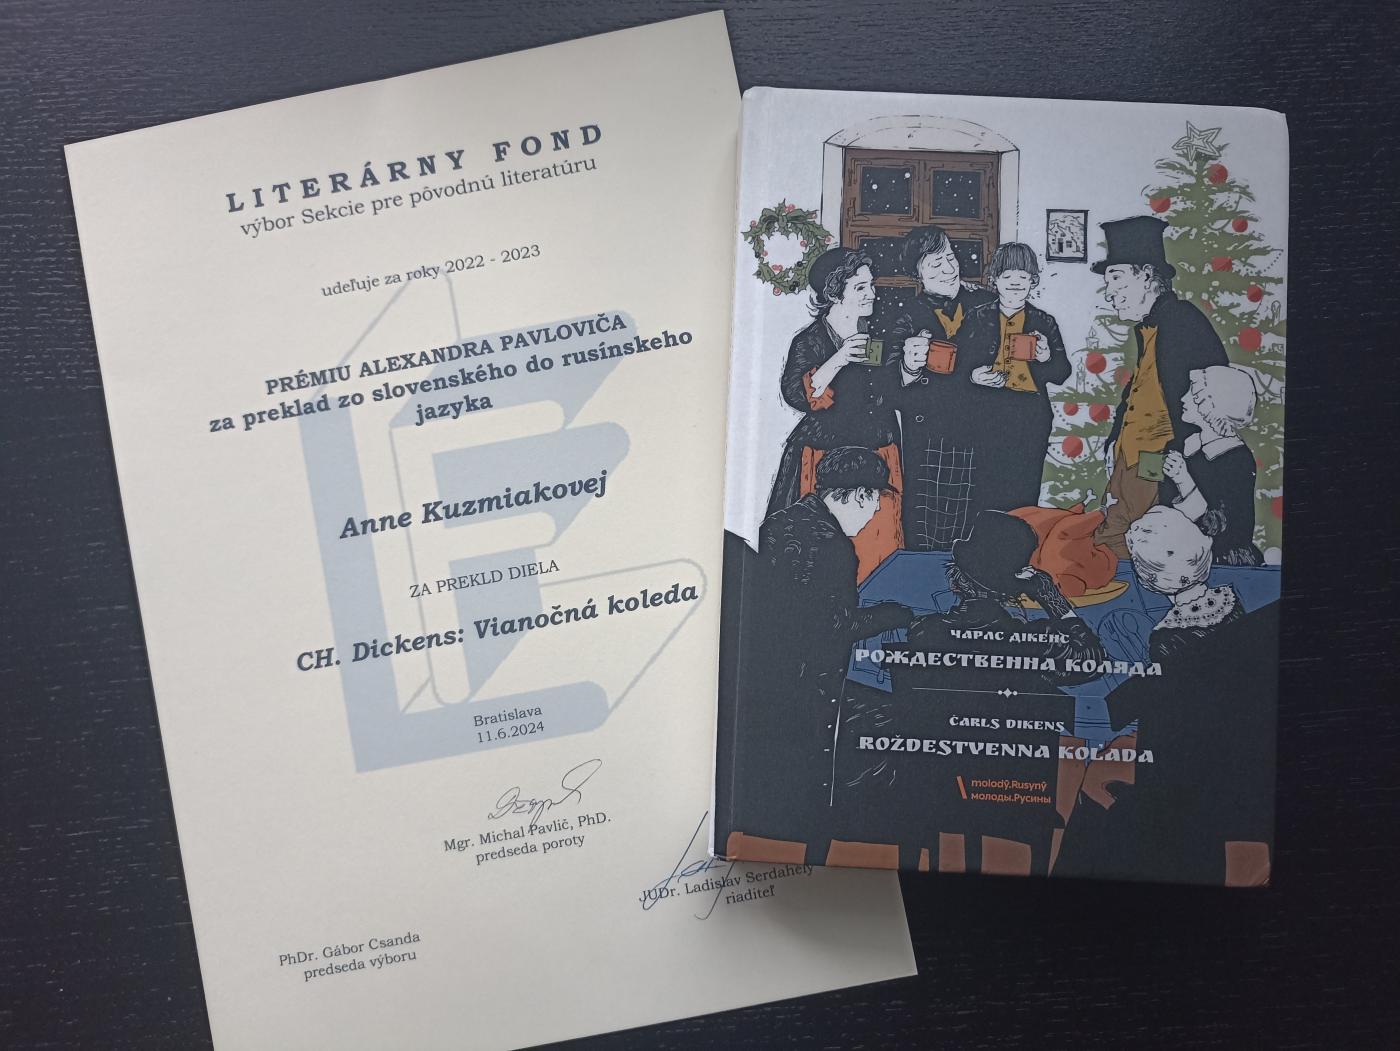 LITERÁRNY FOND
výbor Sekcie pre pôvodnú literatúru
udeľuje za roky 2022 - 2023
PRÉMIU ALEXANDRA PAVLOVIČA
za preklad zo slovenského do rusínskeho
jazyka
Anne Kuzmiakovej
ZA PREKLD DIELA
CH. Dickens: Vianočná koleda
Bratislava
11.6.2024
Mgr. Michal Pavlič, PhD.
predseda poroty
JUDr. Ladislav Serdahély
riaditeľ
PhDr. Gábor Csanda
predseda výboru
ЧАРЛС ДІКЕНС
РОЖДЕСТВЕННА КОЛЯДА
ČARLS DIKENS
ROŽDESTVENNA KOĽADA
molodŷ.Rusynŷ
молоды.Русины